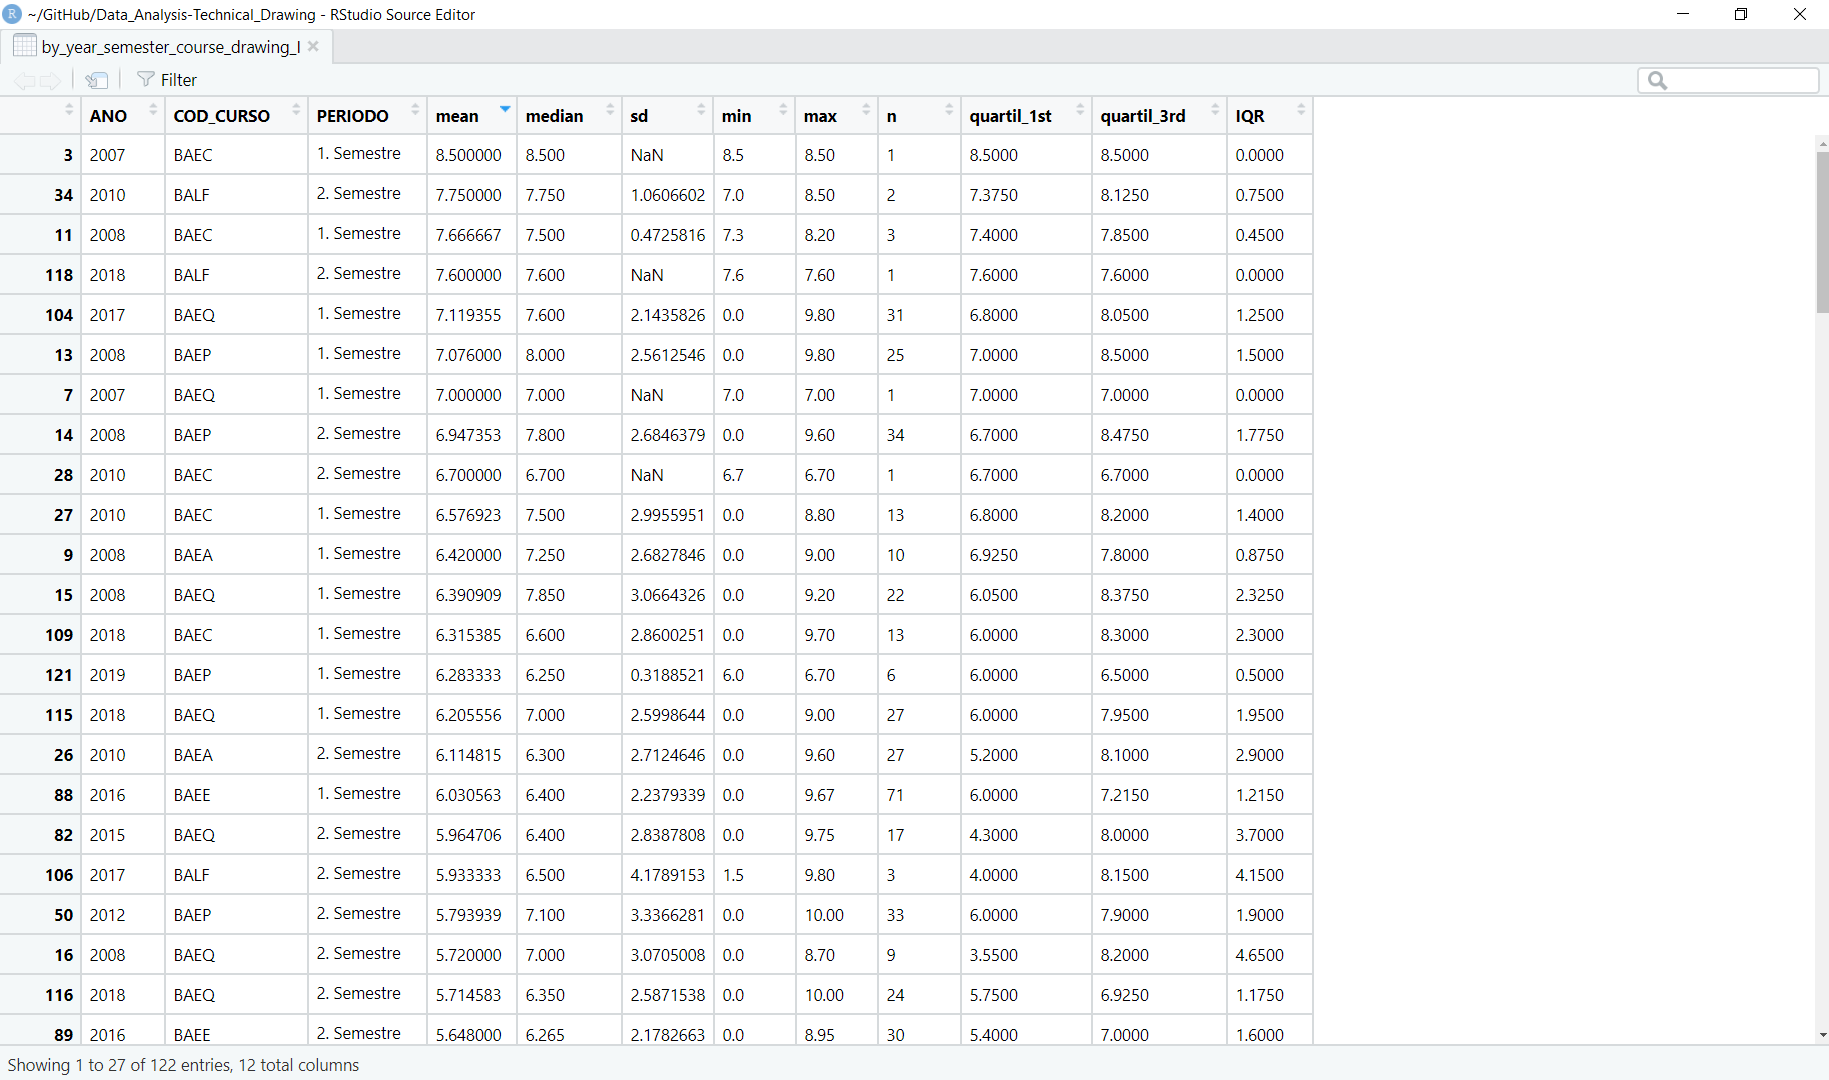 R ~/GitHub/Data_Analysis-Technical_Drawing - RStudio Source Editor
by_year_semester_course_drawing_I
Filter
ANO COD_CURSO PERIODO mean median sd min max n quartil_1st quartil_3rd IQR
3 2007 BAEC 1. Semestre 8.500000 8.500 NaN 8.5 8.50 1 8.5000 8.5000 0.0000
34 2010 BALF 2. Semestre 7.750000 7.750 1.0606602 7.0 8.50 2 7.3750 8.1250 0.7500
11 2008 BAEC 1. Semestre 7.666667 7.500 0.4725816 7.3 8.20 3 7.4000 7.8500 0.4500
118 2018 BALF 2. Semestre 7.600000 7.600 NaN 7.6 7.60 1 7.6000 7.6000 0.0000
104 2017 BAEQ 1. Semestre 7.119355 7.600 2.1435826 0.0 9.80 31 6.8000 8.0500 1.2500
13 2008 BAEP 1. Semestre 7.076000 8.000 2.5612546 0.0 9.80 25 7.0000 8.5000 1.5000
7 2007 BAEQ 1. Semestre 7.000000 7.000 NaN 7.0 7.00 1 7.0000 7.0000 0.0000
14 2008 BAEP 2. Semestre 6.947353 7.800 2.6846379 0.0 9.60 34 6.7000 8.4750 1.7750
28 2010 BAEC 2. Semestre 6.700000 6.700 NaN 6.7 6.70 1 6.7000 6.7000 0.0000
27 2010 BAEC 1. Semestre 6.576923 7.500 2.9955951 0.0 8.80 13 6.8000 8.2000 1.4000
9 2008 BAEA 1. Semestre 6.420000 7.250 2.6827846 0.0 9.00 10 6.9250 7.8000 0.8750
15 2008 BAEQ 1. Semestre 6.390909 7.850 3.0664326 0.0 9.20 22 6.0500 8.3750 2.3250
109 2018 BAEC 1. Semestre 6.315385 6.600 2.8600251 0.0 9.70 13 6.0000 8.3000 2.3000
121 2019 BAEP 1. Semestre 6.283333 6.250 0.3188521 6.0 6.70 6 6.0000 6.5000 0.5000
115 2018 BAEQ 1. Semestre 6.205556 7.000 2.5998644 0.0 9.00 27 6.0000 7.9500 1.9500
26 2010 BAEA 2. Semestre 6.114815 6.300 2.7124646 0.0 9.60 27 5.2000 8.1000 2.9000
88 2016 BAEE 1. Semestre 6.030563 6.400 2.2379339 0.0 9.67 71 6.0000 7.2150 1.2150
82 2015 BAEQ 2. Semestre 5.964706 6.400 2.8387808 0.0 9.75 17 4.3000 8.0000 3.7000
106 2017 BALF 2. Semestre 5.933333 6.500 4.1789153 1.5 9.80 3 4.0000 8.1500 4.1500
50 2012 BAEP 2. Semestre 5.793939 7.100 3.3366281 0.0 10.00 33 6.0000 7.9000 1.9000
16 2008 BAEQ 2. Semestre 5.720000 7.000 3.0705008 0.0 8.70 9 3.5500 8.2000 4.6500
116 2018 BAEQ 2. Semestre 5.714583 6.350 2.5871538 0.0 10.00 24 5.7500 6.9250 1.1750
89 2016 BAEE 2. Semestre 5.648000 6.265 2.1782663 0.0 8.95 30 5.4000 7.0000 1.6000
Showing 1 to 27 of 122 entries, 12 total columns